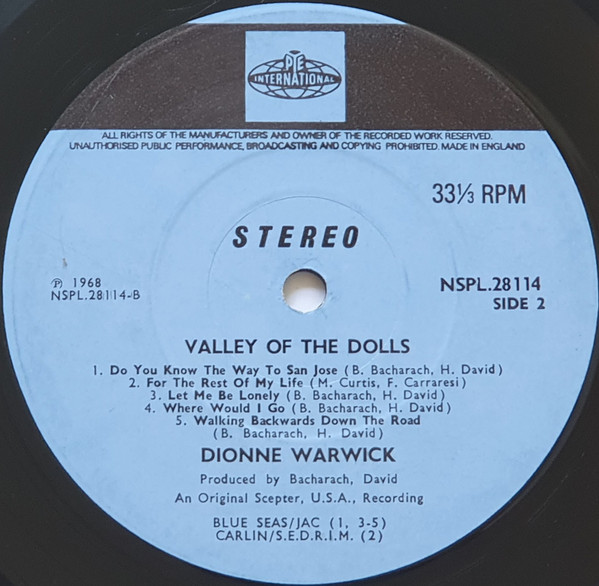 PYE
INTERNATIONAL
ALL RIGHTS OF THE MANUFACTURERS AND OWNER OF THE RECORDED WORK RESERVED.
UNAUTHORISED PUBLIC PERFORMANCE, BROADCASTING AND COPYING PROHIBITED. MADE IN ENGLAND
33⅓ RPM
STEREO
℗ 1968
NSPL.28114-B
NSPL.28114
SIDE 2
VALLEY OF THE DOLLS
1. Do You Know The Way To San Jose (B. Bacharach, H. David)
2. For The Rest Of My Life (M. Curtis, F. Carraresi)
3. Let Me Be Lonely (B. Bacharach, H. David)
4. Where Would I Go (B. Bacharach, H. David)
5. Walking Backwards Down The Road
(B. Bacharach, H. David)
DIONNE WARWICK
Produced by Bacharach, David
An Original Scepter, U.S.A., Recording
BLUE SEAS/JAC (1, 3-5)
CARLIN/S.E.D.R.I.M. (2)